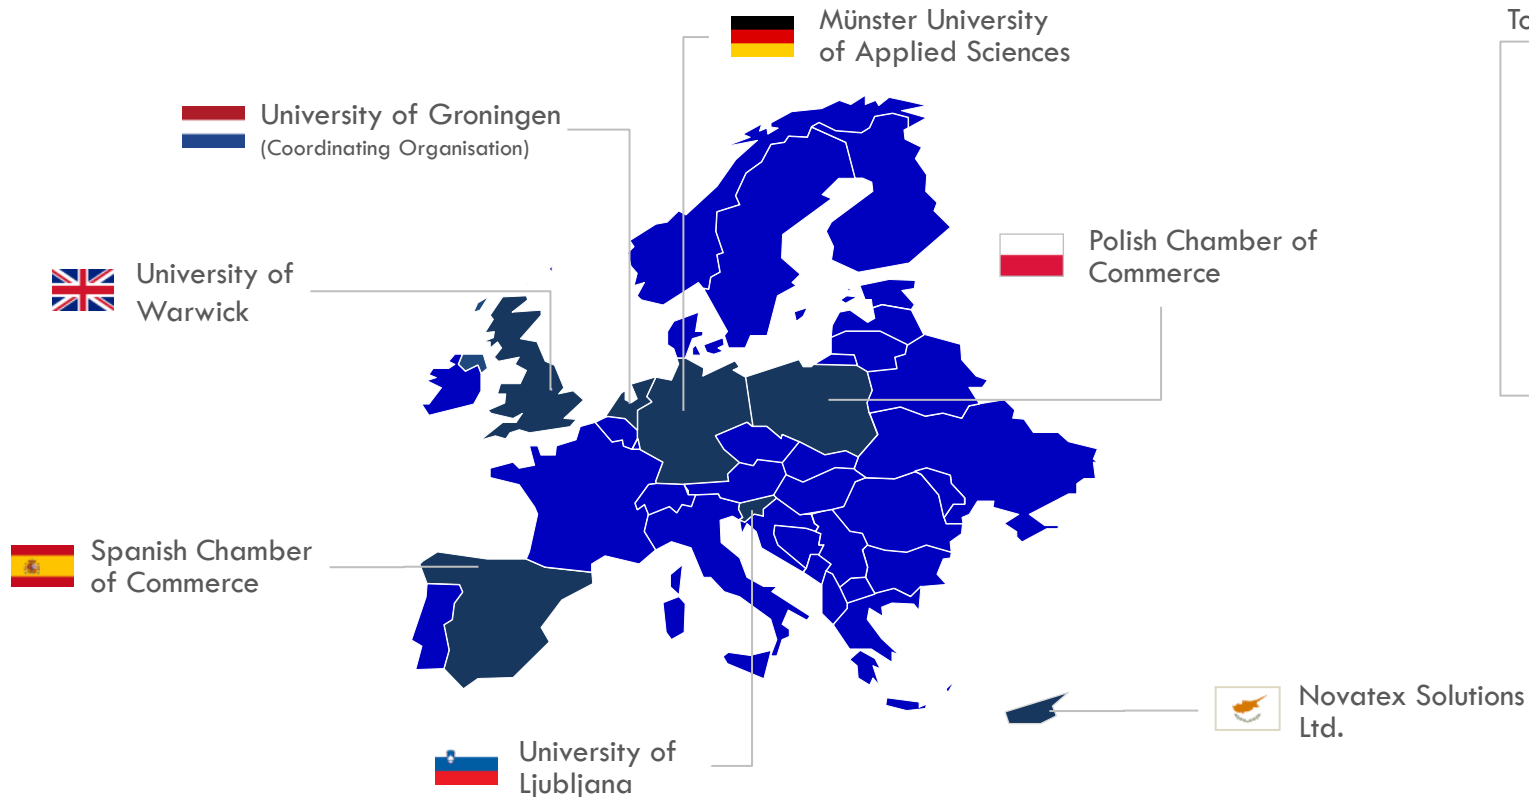 Münster University
of Applied Sciences
To
University of Groningen
(Coordinating Organisation)
Polish Chamber of
Commerce
University of
Warwick
Spanish Chamber
of Commerce
Novatex Solutions
Ltd.
University of
Ljubljana